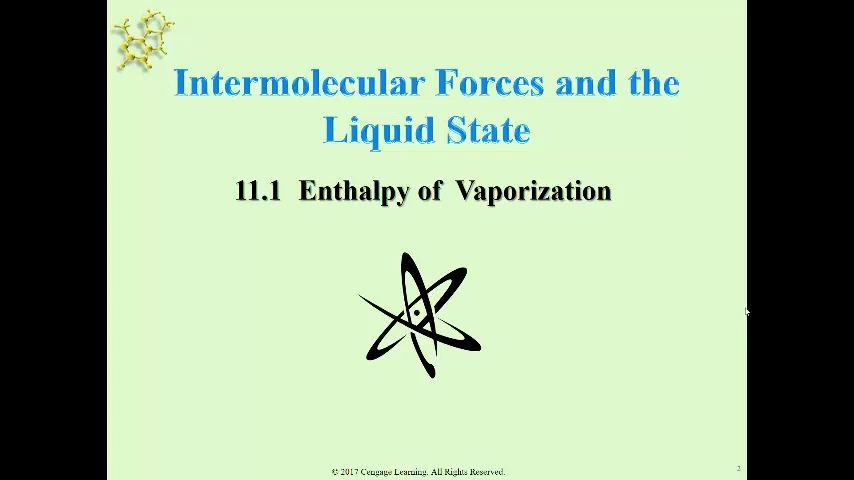 Intermolecular Forces and the
Liquid State
11.1 Enthalpy of Vaporization
© 2017 Cengage Learning. All Rights Reserved.
2